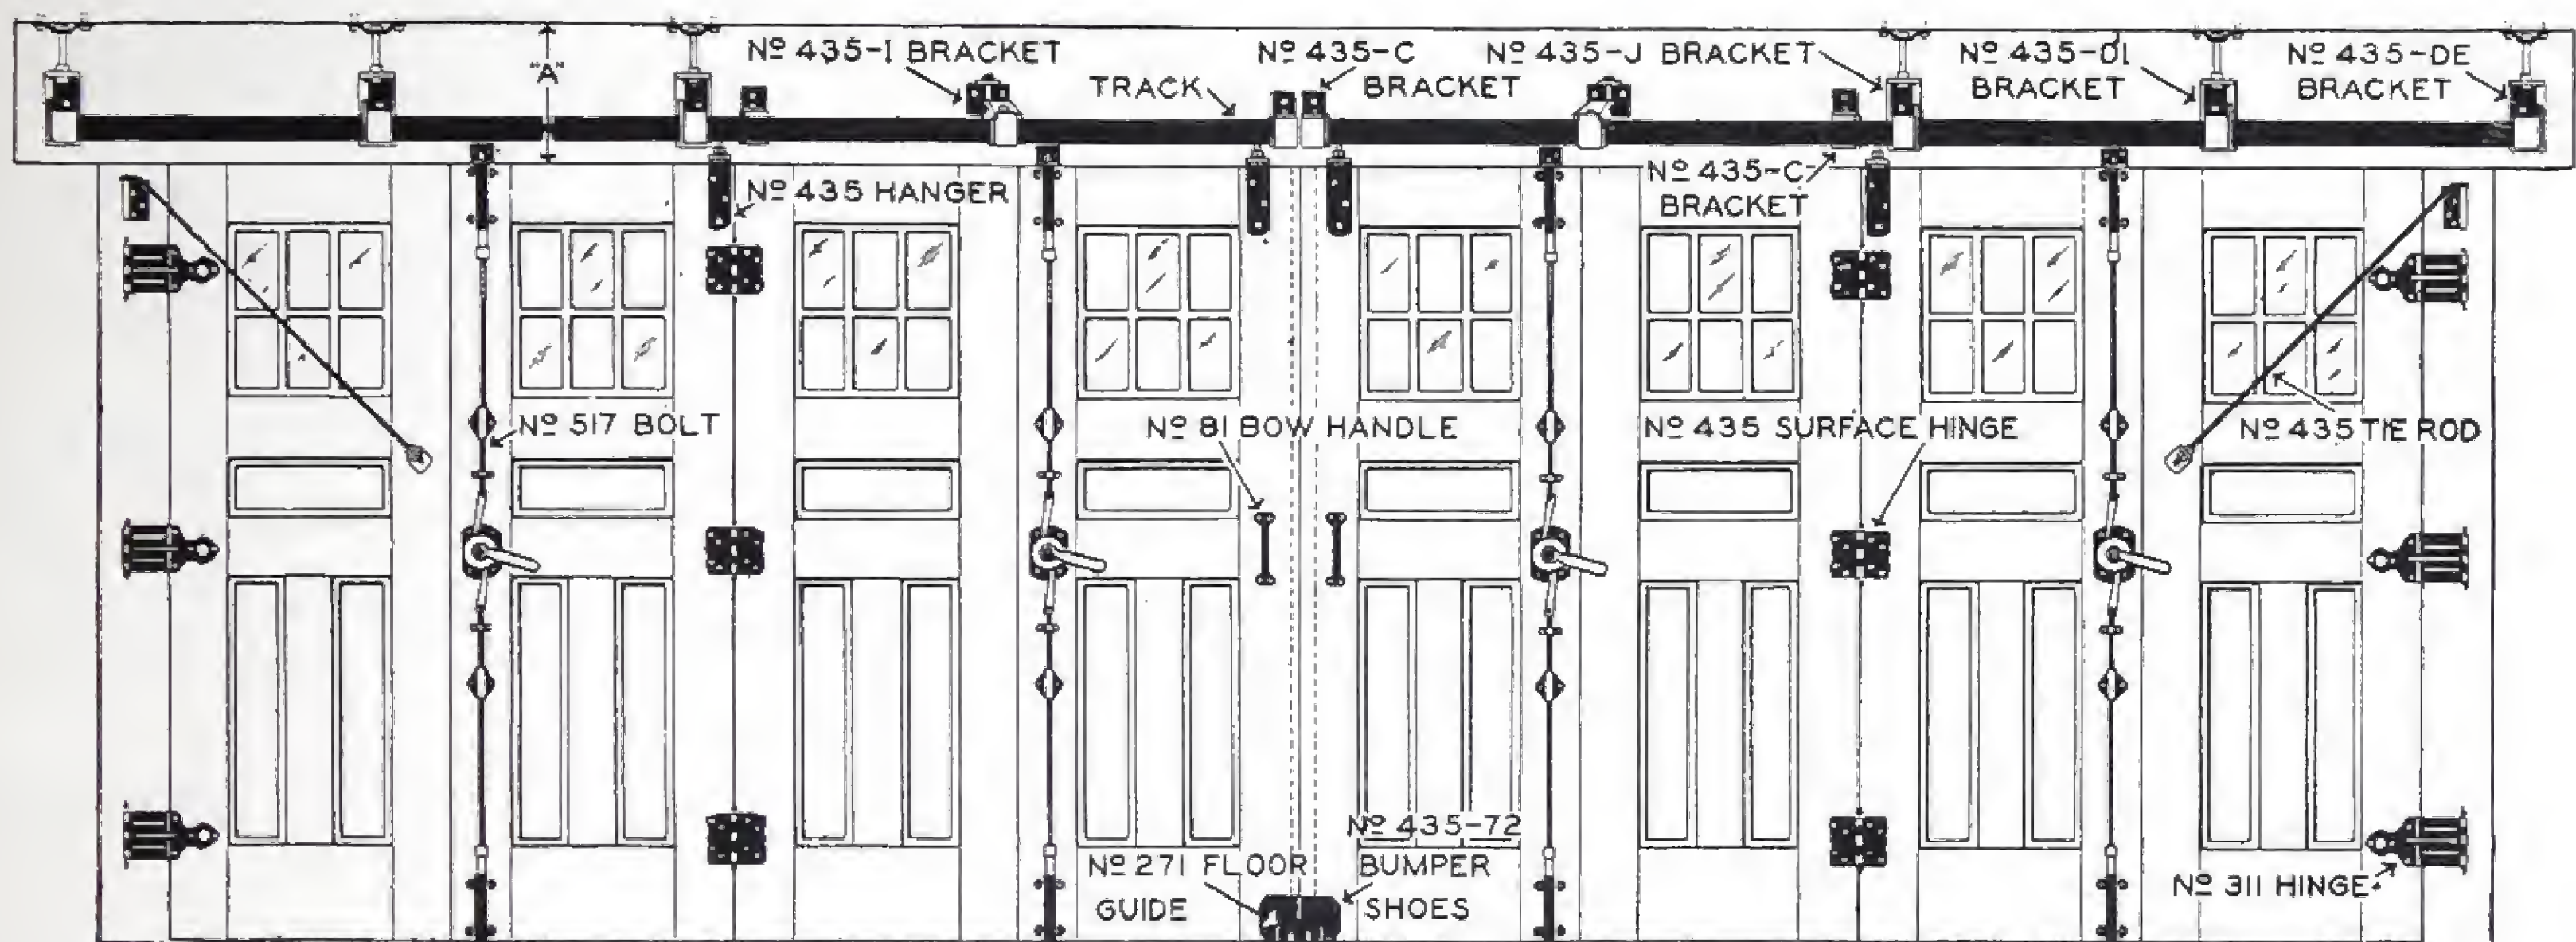 "A"
Nº 435-I BRACKET
TRACK
Nº 435-C
BRACKET
Nº 435-J BRACKET
Nº 435-DI
BRACKET
Nº 435-DE
BRACKET
Nº 435 HANGER
Nº 435-C
BRACKET
Nº 517 BOLT
Nº 81 BOW HANDLE
Nº 435 SURFACE HINGE
Nº 435 TIE ROD
Nº 271 FLOOR
GUIDE
Nº 435-72
BUMPER
SHOES
Nº 311 HINGE